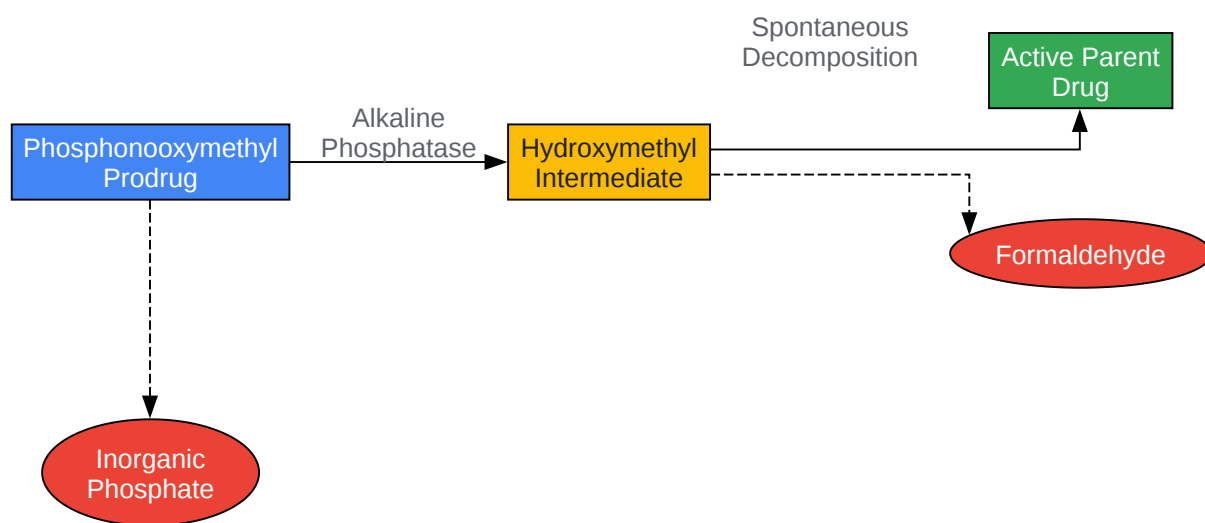 Spontaneous
Decomposition
Active Parent
Drug
Alkaline
Phosphatase
Phosphonooxymethyl
Prodrug
Hydroxymethyl
Intermediate
Formaldehyde
Inorganic
Phosphate